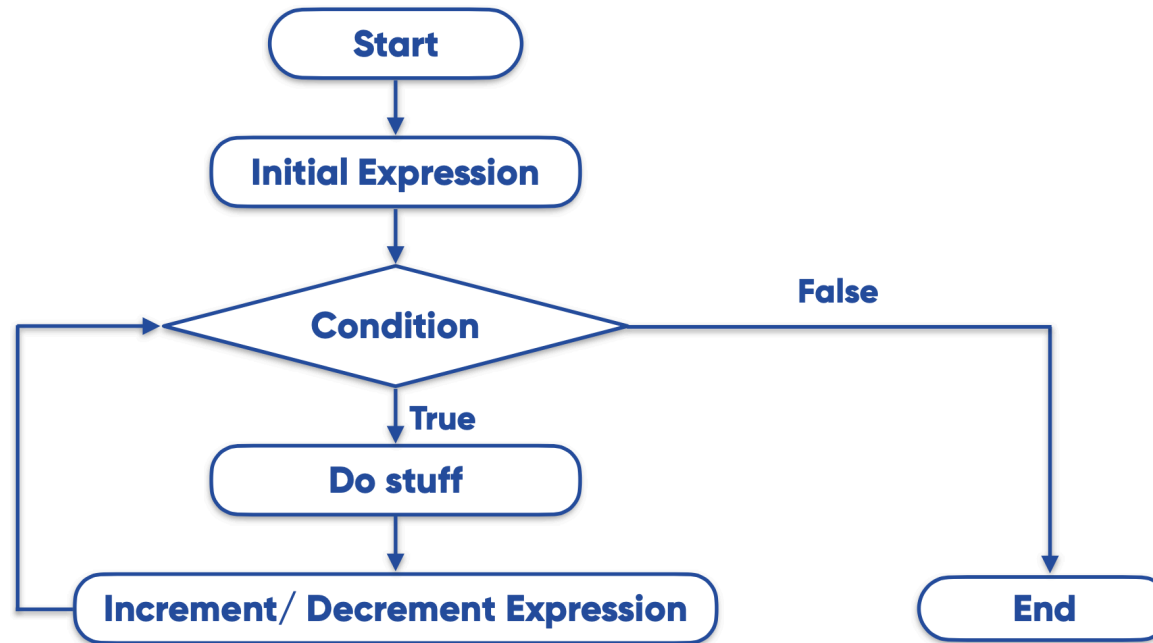 Start
Initial Expression
Condition
False
True
Do stuff
Increment/ Decrement Expression
End